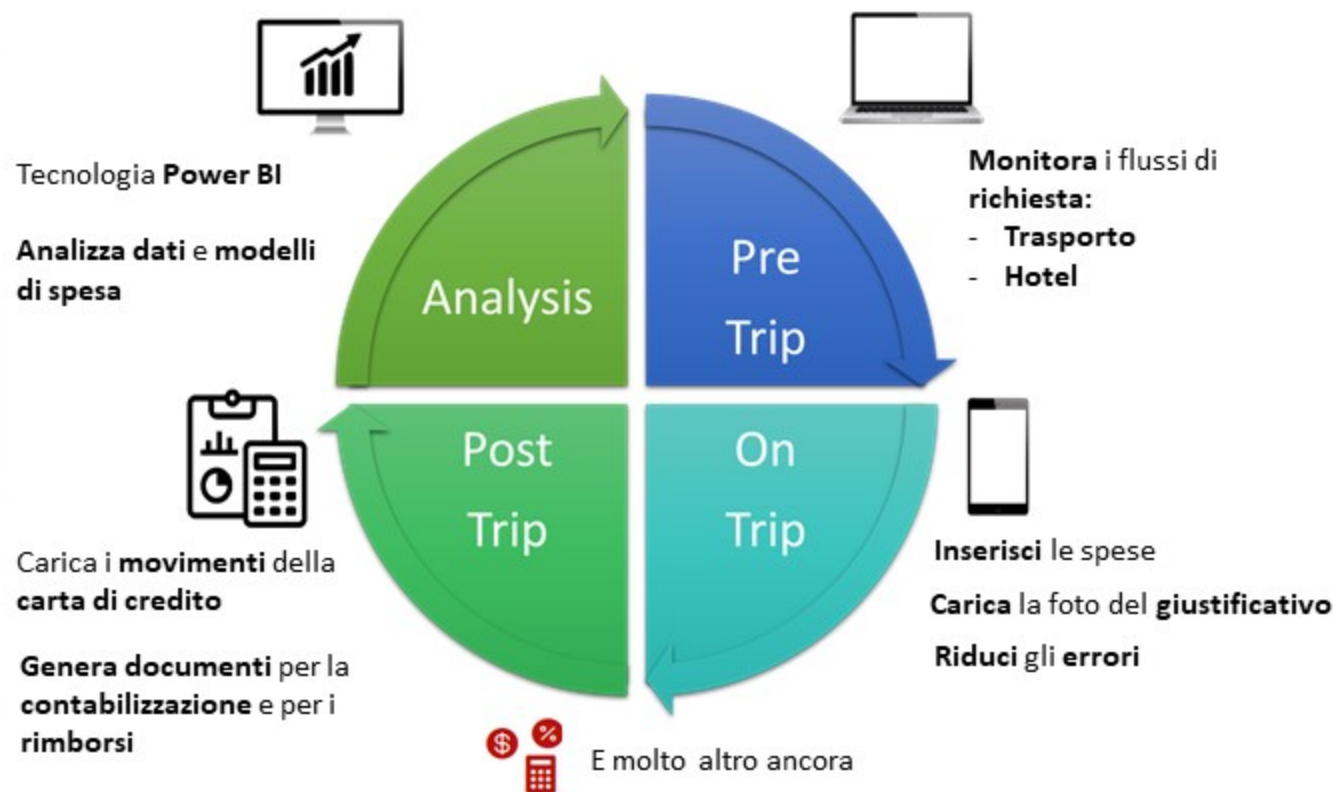 Tecnologia Power BI
Analizza dati e modelli
di spesa
Analysis
Pre
Trip
Monitora i flussi di
richiesta:
- Trasporto
- Hotel
Post
Trip
On
Trip
Carica i movimenti della
carta di credito
Genera documenti per la
contabilizzazione e per i
rimborsi
Inserisci le spese
Carica la foto del giustificativo
Riduci gli errori
$ %
E molto altro ancora